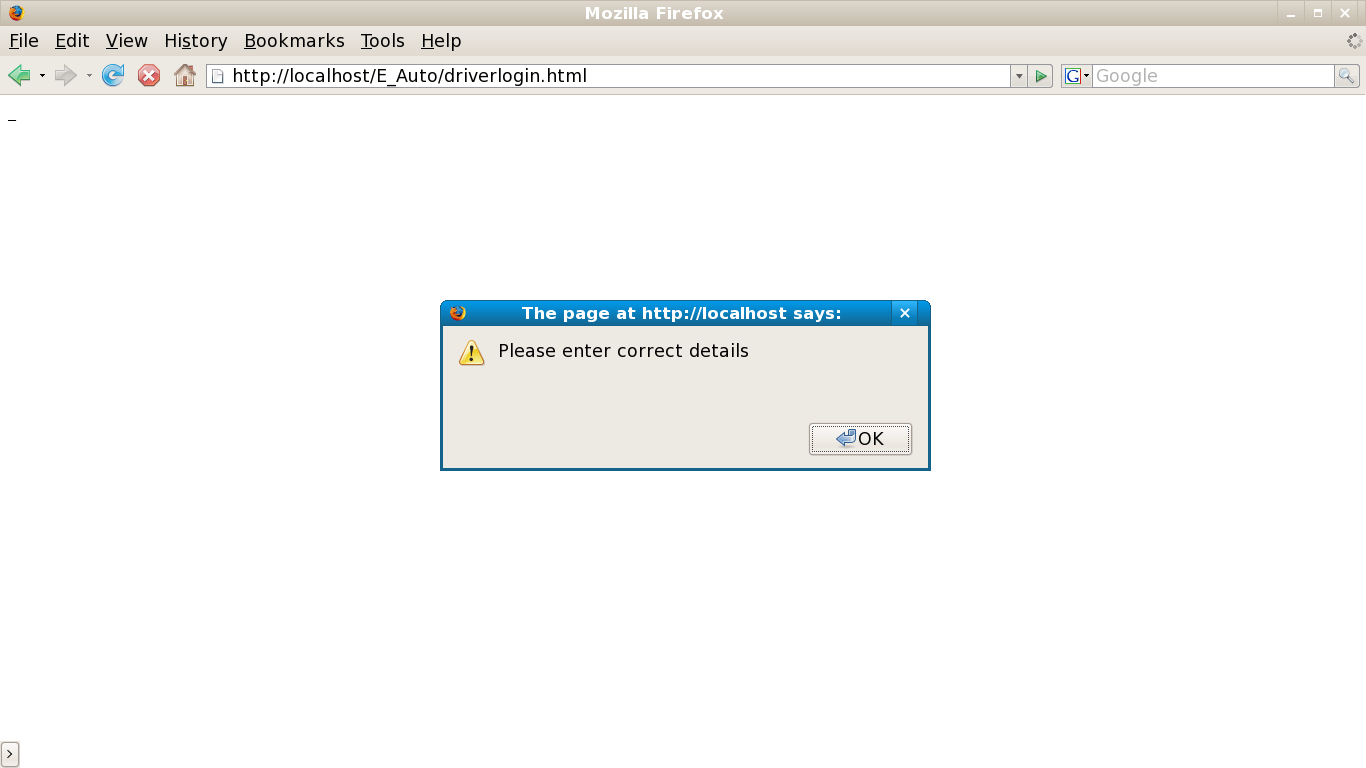 Mozilla Firefox
File Edit View History Bookmarks Tools Help
http://localhost/E_Auto/driverlogin.html
G Google
_
The page at http://localhost says:
Please enter correct details
OK
>